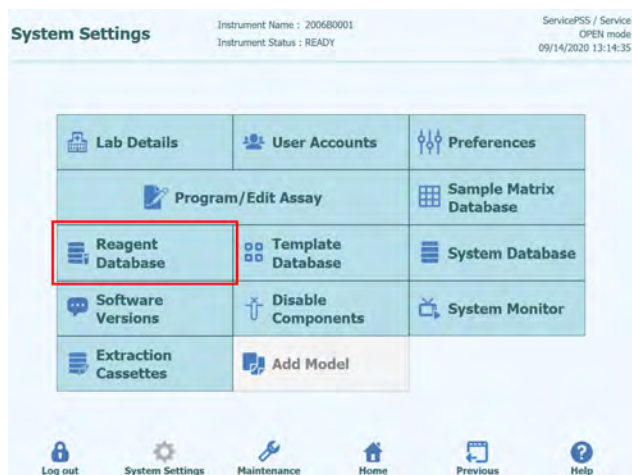 System Settings
Instrument Name : 2006B0001
Instrument Status : READY
ServicePSS / Service
OPEN mode
09/14/2020 13:14:35
Lab Details
User Accounts
Preferences
Program/Edit Assay
Sample Matrix
Database
Reagent
Database
Template
Database
System Database
Software
Versions
Disable
Components
System Monitor
Extraction
Cassettes
Add Model
Log out
System Settings
Maintenance
Home
Previous
Help